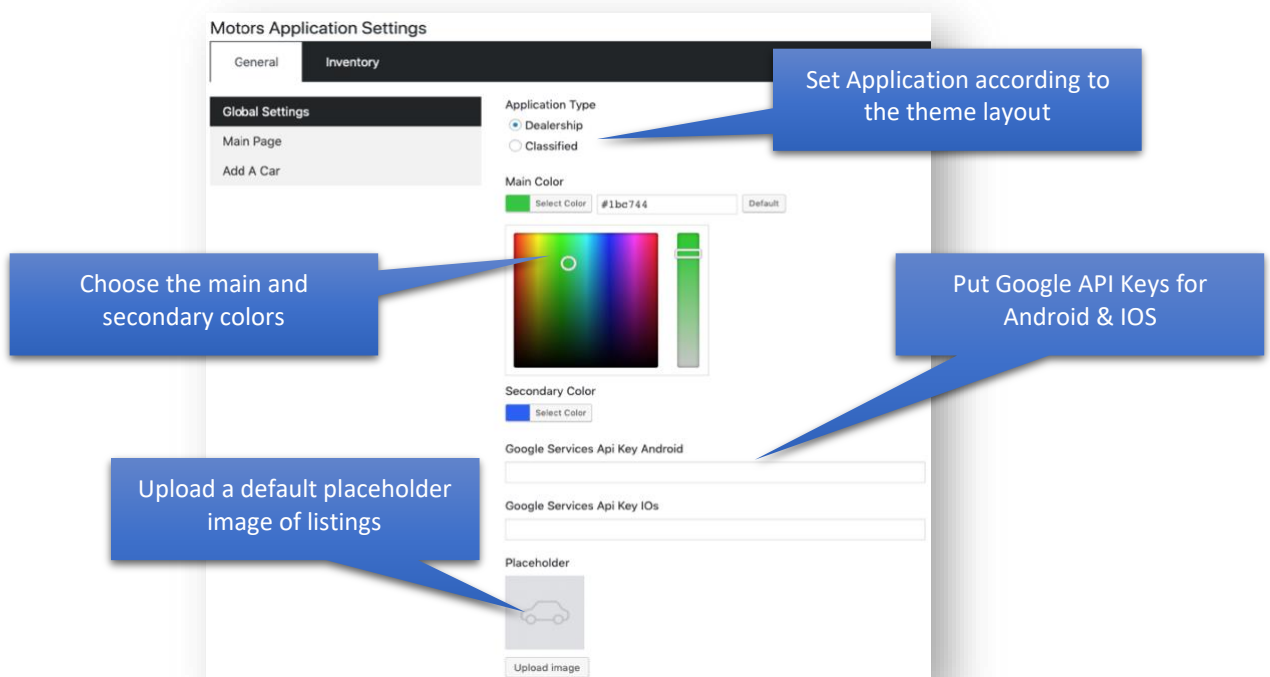 Motors Application Settings
General
Inventory
Set Application according to
the theme layout
Global Settings
Main Page
Add A Car
Application Type
Dealership
Classified
Main Color
Select Color
#1bc744
Default
Choose the main and
secondary colors
Put Google API Keys for
Android & IOS
Secondary Color
Select Color
Google Services Api Key Android
Upload a default placeholder
image of listings
Google Services Api Key IOs
Placeholder
Upload image